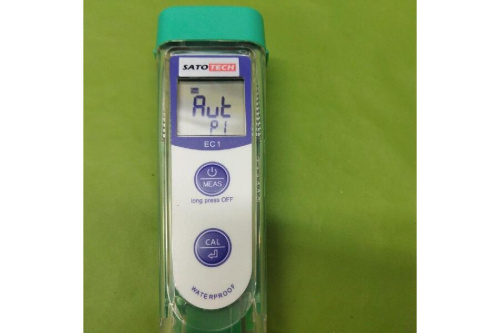 SATOTECH
Aut
P1
EC1
MEAS
long press OFF
CAL
WATERPROOF